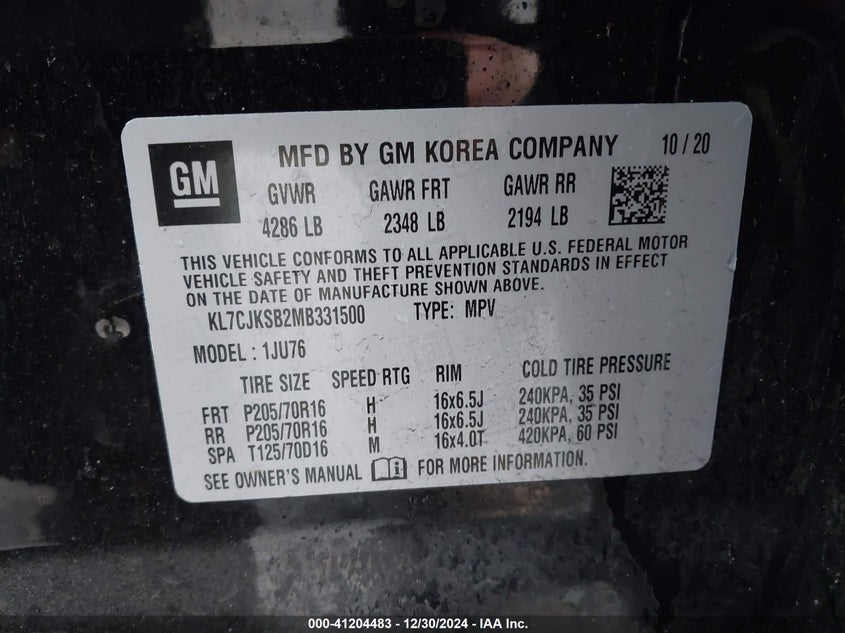 GM MFD BY GM KOREA COMPANY 10 / 20
GVWR GAWR FRT GAWR RR
4286 LB 2348 LB 2194 LB
THIS VEHICLE CONFORMS TO ALL APPLICABLE U.S. FEDERAL MOTOR
VEHICLE SAFETY AND THEFT PREVENTION STANDARDS IN EFFECT
ON THE DATE OF MANUFACTURE SHOWN ABOVE.
KL7CJKSB2MB331500 TYPE: MPV
MODEL : 1JU76
TIRE SIZE SPEED RTG RIM COLD TIRE PRESSURE
FRT P205/70R16 H 16x6.5J 240KPA, 35 PSI
RR P205/70R16 H 16x6.5J 240KPA, 35 PSI
SPA T125/70D16 M 16x4.0T 420KPA, 60 PSI
SEE OWNER'S MANUAL FOR MORE INFORMATION.
000-41204483 - 12/30/2024 - IAA Inc.